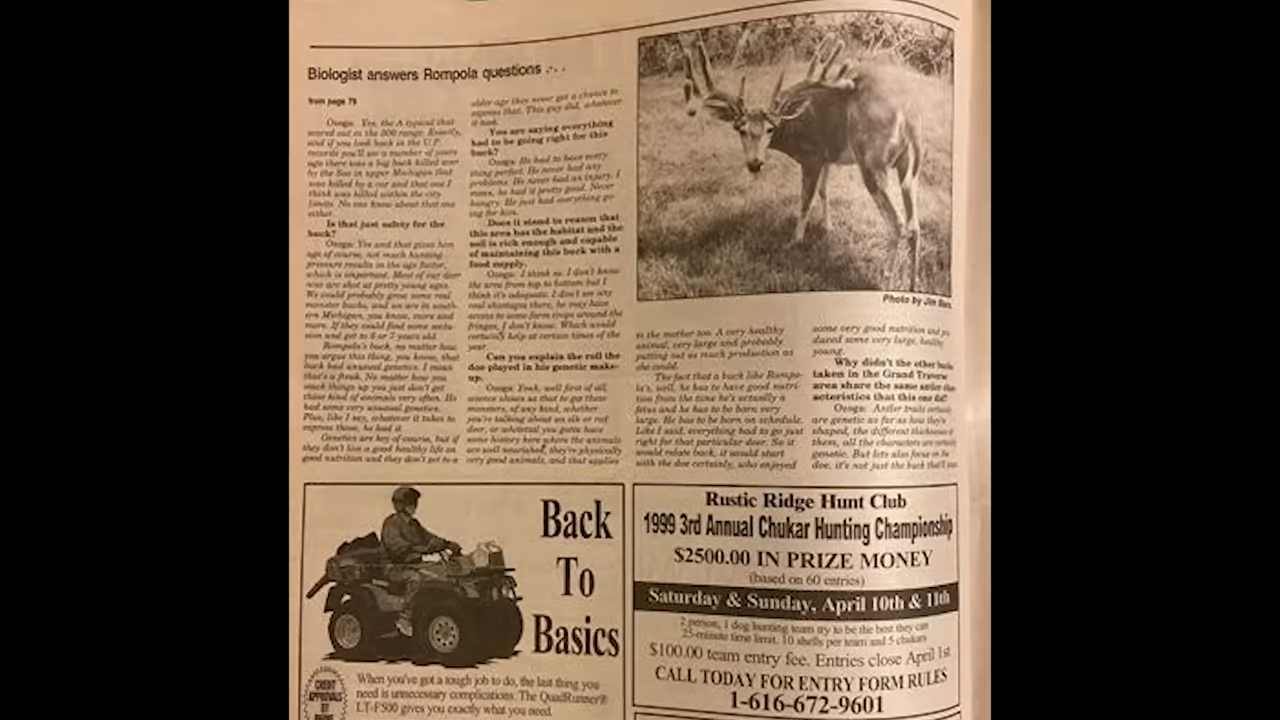 Biologist answers Rompola questions . . .
from page 79
Ozoga: Yes, the A typical that
scored out in the 200 range. Exactly,
and if you look back in the U.P.
records you'll see a number of years
ago there was a big buck killed over
by the Soo in upper Michigan that
was killed by a car and that one I
think was killed within the city
limits. No one knew about that one
either.
Is that just safety for the
buck?
Ozoga: Yes and that gives him
age of course, not much hunting
pressure results in the age factor,
which is important. Most of our deer
now are shot at pretty young ages.
We could probably grow some real
monster bucks, and we are in south-
ern Michigan, you know, more and
more. If they could find some seclu-
sion and get to 6 or 7 years old.
Rompola's buck, no matter how
you argue this thing, you know, that
buck had unusual genetics. I mean
that's a freak. No matter how you
muck things up you just don't get
those kind of animals very often. He
had some very unusual genetics.
Plus, like I say, whatever it takes to
express those, he had it.
Genetics are key of course, but if
they don't live a good healthy life on
good nutrition and they don't get to a
older age they never get a chance to
express that. This guy did, whatever
it took.
You are saying everything
had to be going right for this
buck?
Ozoga: He had to have every
thing perfect. He never had any
problems. He never had an injury. I
mean, he had it pretty good. Never
hungry. He just had everything go-
ing for him.
Does it stand to reason that
this area has the habitat and the
soil is rich enough and capable
of maintaining this buck with a
food supply.
Ozoga: I think so. I don't know
the area from top to bottom but I
think it's adequate. I don't see any
real shortages there, he may have
access to some farm crops around the
fringes, I don't know. Which would
certainly help at certain times of the
year.
Can you explain the roll the
doe played in his genetic make-
up.
Ozoga: Yeah, well first of all,
science shows us that to get these
monsters, of any kind, whether
you're talking about an elk or red
deer, or whitetail you gotta have
some history here where the animals
are well nourished, they're physically
very good animals, and that applies
Photo by Jim
to the mother too. A very healthy
animal, very large and probably
putting out as much production as
she could.
The fact that a buck like Rompo-
la's, well, he has to have good nutri-
tion from the time he's actually a
fetus and he has to be born very
large. He has to be born on schedule.
Like I said, everything had to go just
right for that particular deer. So it
would relate back, it would start
with the doe certainly, who enjoyed
some very good nutrition and
duced some very large, healthy
young.
Why didn't the other bucks
taken in the Grand Traverse
area share the same antler char-
acteristics that this one did?
Ozoga: Antler traits certainly
are genetic as far as how they're
shaped, the different thicknesses of
them, all the characters are certainly
genetic. But lets also focus on the
doe, it's not just the buck that'll
Back
To
Basics
CREDIT
APPROVALS
BY
PHONE
When you've got a tough job to do, the last thing you
need is unnecessary complications. The QuadRunner®
LT-F500 gives you exactly what you need.
Rustic Ridge Hunt Club
1999 3rd Annual Chukar Hunting Championship
$2500.00 IN PRIZE MONEY
(based on 60 entries)
Saturday & Sunday, April 10th & 11th
2 person, 1 dog hunting team try to be the best they can
25-minute time limit. 10 shells per team and 5 chukars
$100.00 team entry fee. Entries close April 1st
CALL TODAY FOR ENTRY FORM RULES
1-616-672-9601